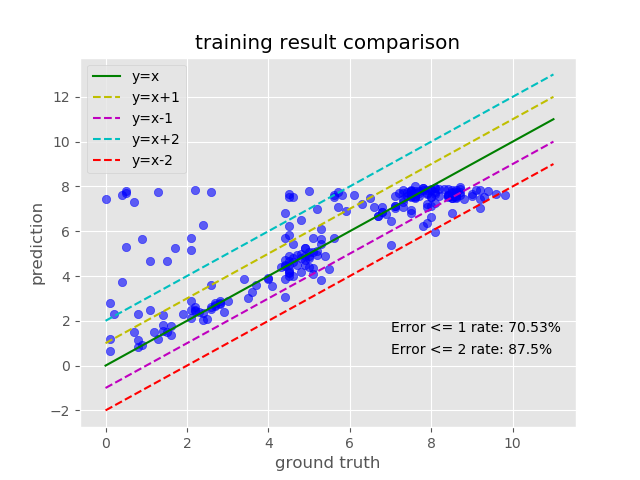 training result comparison
y=x
y=x+1
y=x-1
y=x+2
y=x-2
12
10
8
6
4
2
0
−2
prediction
Error <= 1 rate: 70.53%
Error <= 2 rate: 87.5%
0 2 4 6 8 10
ground truth